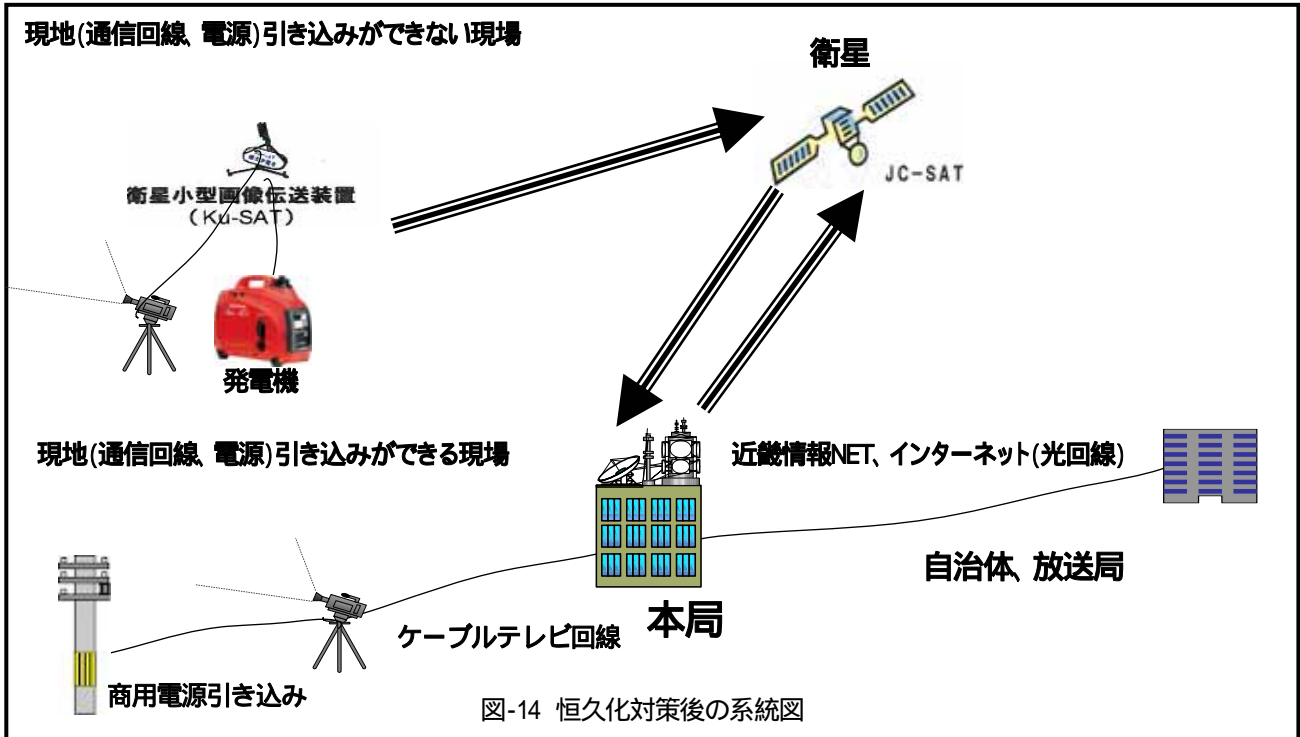 現地(通信回線、電源)引き込みができない現場
衛星
JC-SAT
衛星小型画像伝送装置
(Ku-SAT)
発電機
現地(通信回線、電源)引き込みができる現場
近畿情報NET、インターネット(光回線)
自治体、放送局
本局
ケーブルテレビ回線
商用電源引き込み
図-14 恒久化対策後の系統図